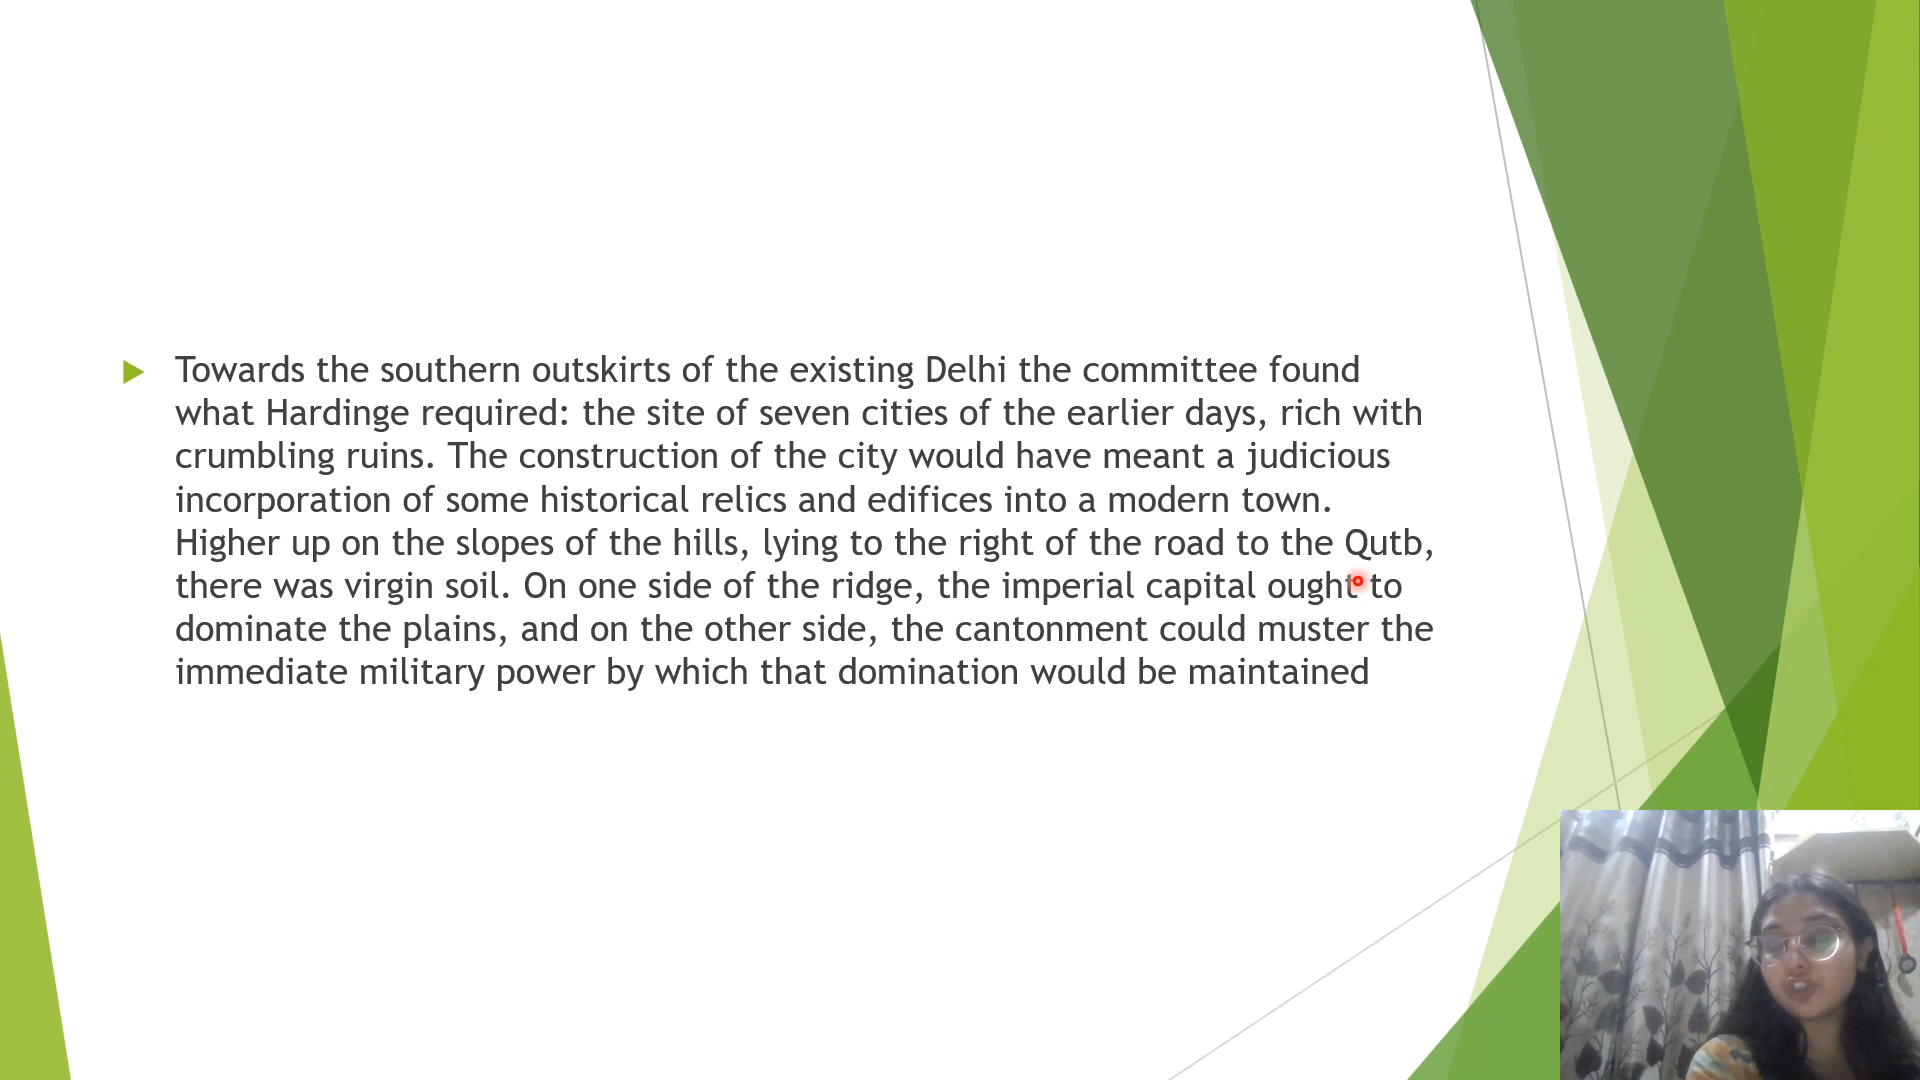 Towards the southern outskirts of the existing Delhi the committee found
what Hardinge required: the site of seven cities of the earlier days, rich with
crumbling ruins. The construction of the city would have meant a judicious
incorporation of some historical relics and edifices into a modern town.
Higher up on the slopes of the hills, lying to the right of the road to the Qutb,
there was virgin soil. On one side of the ridge, the imperial capital ought to
dominate the plains, and on the other side, the cantonment could muster the
immediate military power by which that domination would be maintained